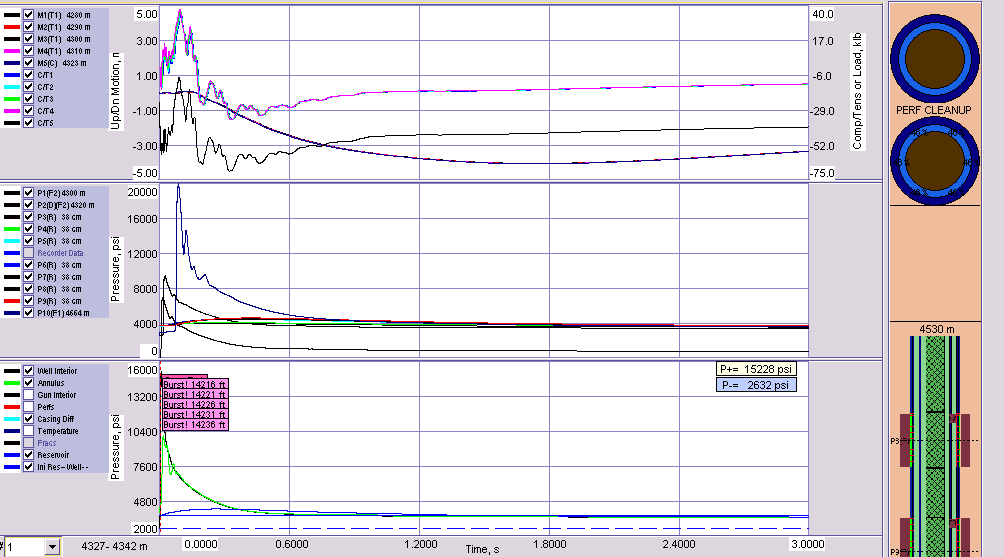 M1(T1) 4280 m
M2(T1) 4290 m
M3(T1) 4300 m
M4(T1) 4310 m
M5(C) 4323 m
C/T1
C/T2
C/T3
C/T4
C/T5
Up/Dn Motion, n
5.00
3.00
1.00
-1.00
-3.00
-5.00
40.0
17.0
-6.0
-29.0
-52.0
-75.0
Comp/Tens or Load, klb
PERF CLEANUP
P1(F2) 4300 m
P2(D)(F2) 4320 m
P3(R) 38 cm
P4(R) 38 cm
P5(R) 38 cm
Recorder Data
P6(R) 38 cm
P7(R) 38 cm
P8(R) 38 cm
P9(R) 38 cm
P10(F1) 4664 m
Pressure, psi
20000
16000
12000
8000
4000
0
4530 m
Well Interior
Annulus
Gun Interior
Perfs
Casing Diff
Temperature
Fracs
Reservoir
Ini Res--Well--
Pressure, psi
16000
13200
10400
7600
4800
2000
Burst! 14216 ft
Burst! 14221 ft
Burst! 14226 ft
Burst! 14231 ft
Burst! 14236 ft
P+= 15228 psi
P-= 2632 psi
# 1
4327- 4342 m
0.0000
0.6000
1.2000
1.8000
2.4000
3.0000
Time, s